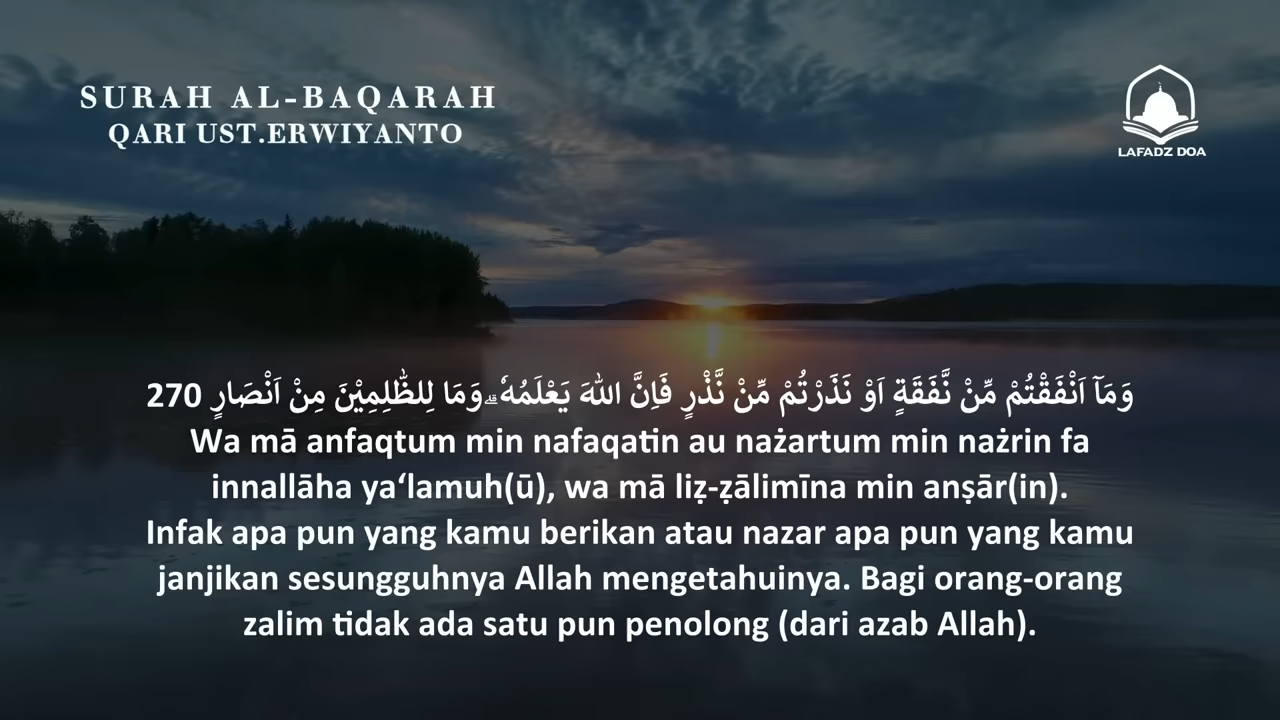 SURAH AL-BAQARAH
QARI UST.ERWIYANTO
LAFADZ DOA
وَمَآ اَنْفَقْتُمْ مِّنْ نَّفَقَةٍ اَوْ نَذَرْتُمْ مِّنْ نَّذْرٍ فَاِنَّ اللّٰهَ يَعْلَمُهٗ ۗوَمَا لِلظّٰلِمِيْنَ مِنْ اَنْصَارٍ 270
Wa mā anfaqtum min nafaqatin au nażartum min nażrin fa
innallāha ya‘lamuh(ū), wa mā liẓ-ẓālimīna min anṣār(in).
Infak apa pun yang kamu berikan atau nazar apa pun yang kamu
janjikan sesungguhnya Allah mengetahuinya. Bagi orang-orang
zalim tidak ada satu pun penolong (dari azab Allah).